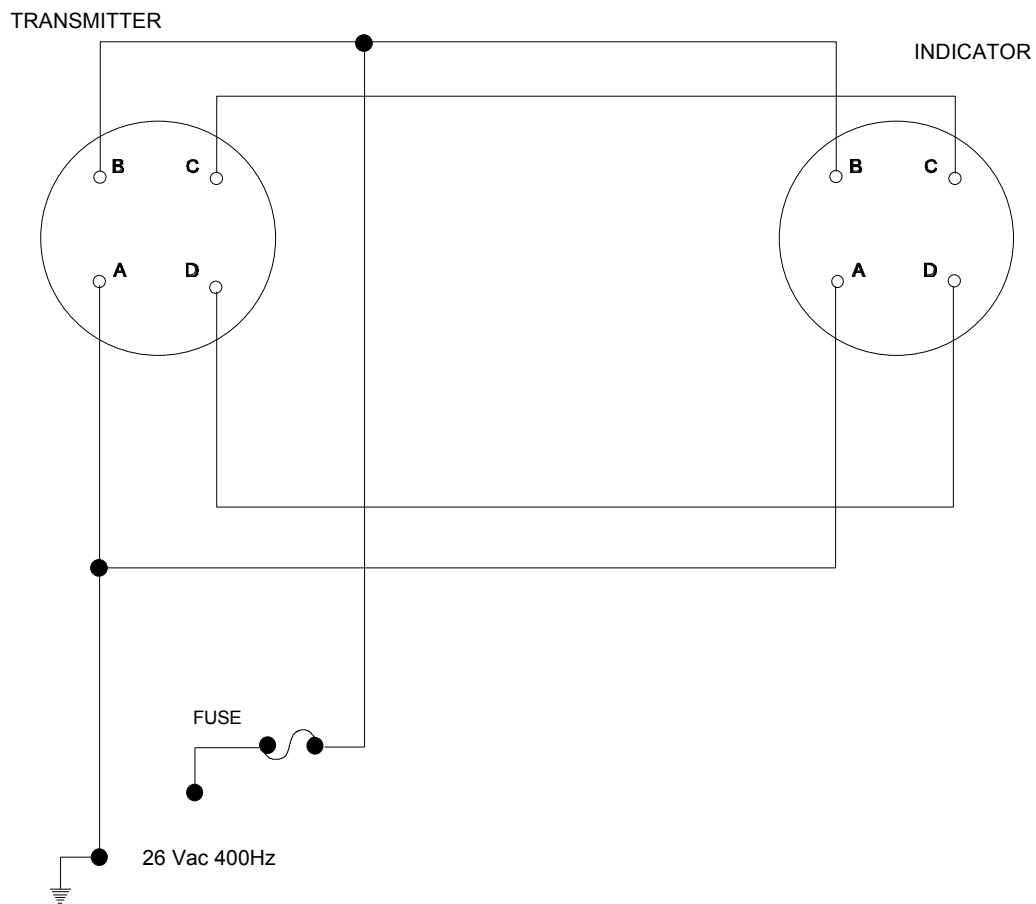 TRANSMITTER
INDICATOR
B C
B C
A D
A D
FUSE
26 Vac 400Hz